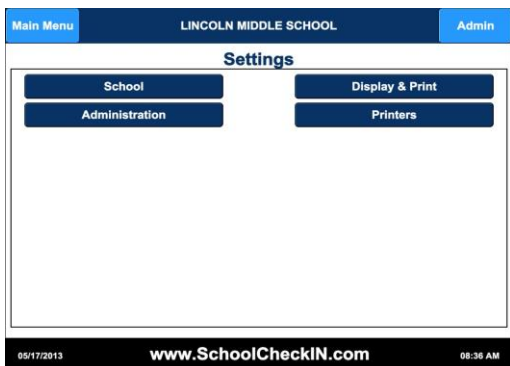 Main Menu LINCOLN MIDDLE SCHOOL Admin
Settings
School Display & Print
Administration Printers
05/17/2013 www.SchoolCheckIN.com 08:36 AM